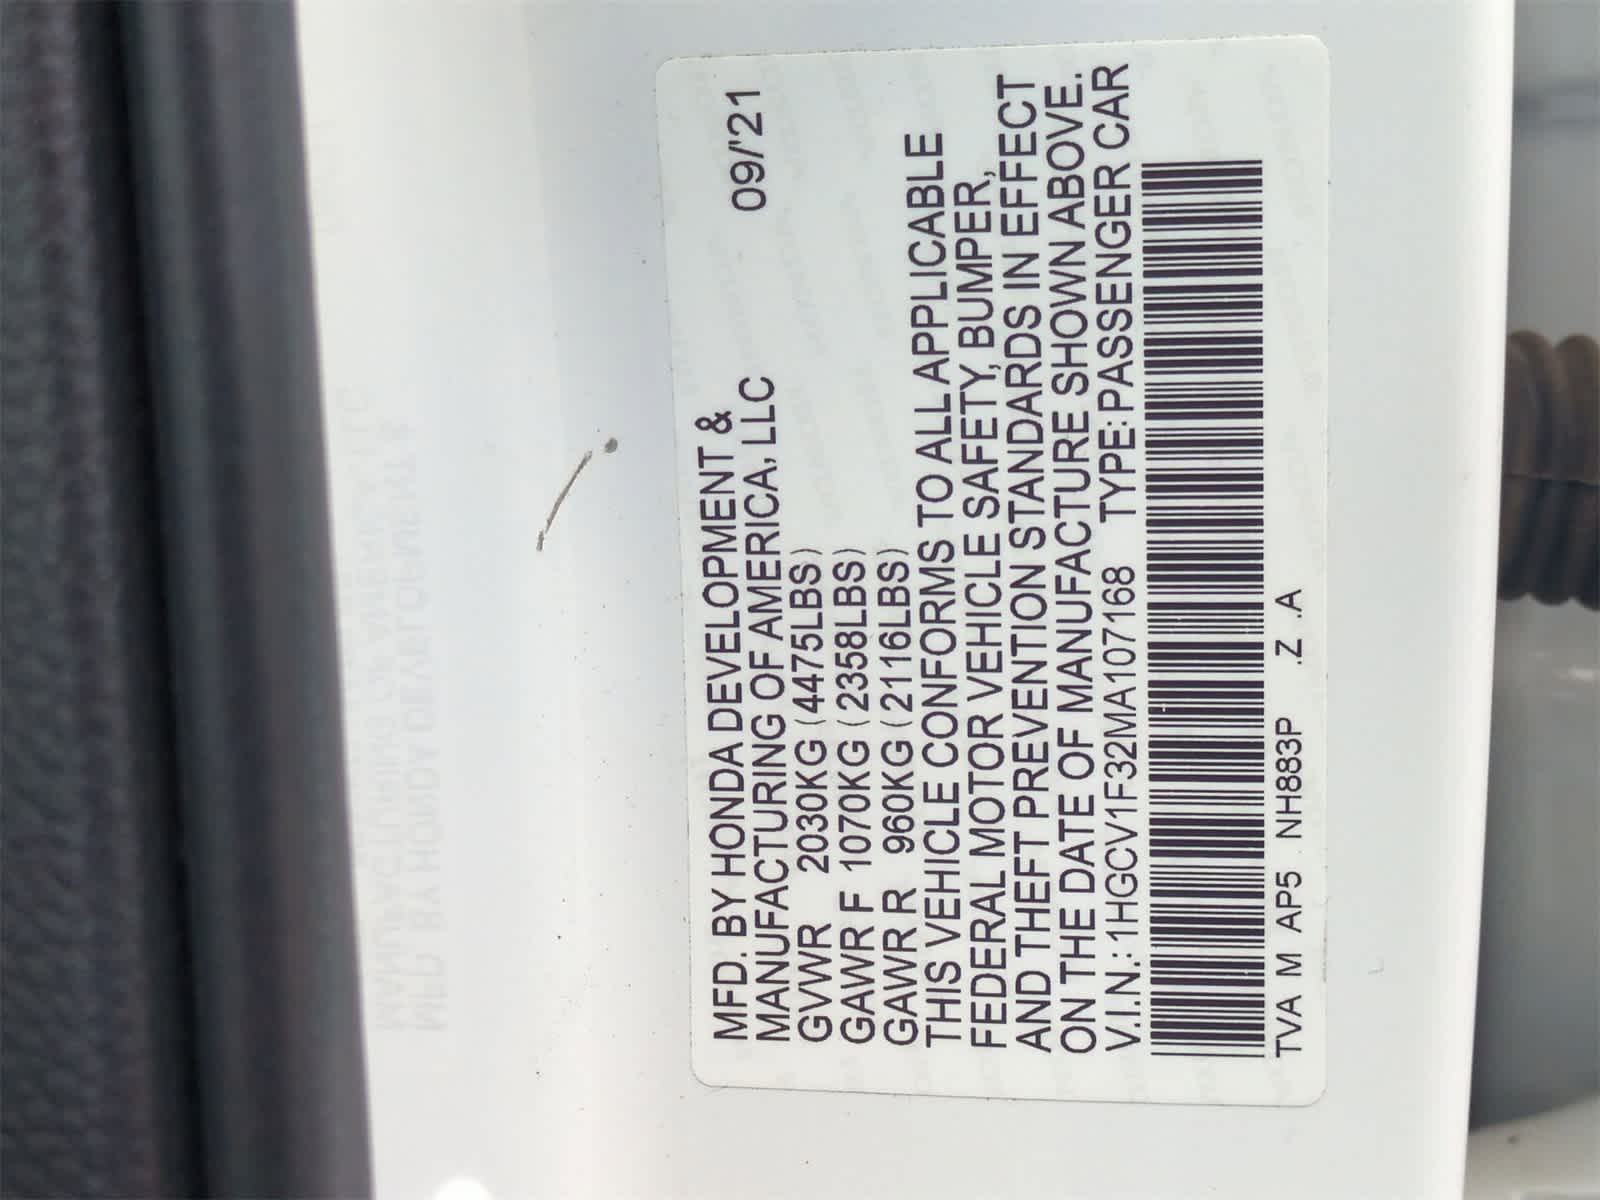 MFD. BY HONDA DEVELOPMENT &
MANUFACTURING OF AMERICA, LLC 09/'21
GVWR 2030KG (4475LBS)
GAWR F 1070KG (2358LBS)
GAWR R 960KG (2116LBS)
THIS VEHICLE CONFORMS TO ALL APPLICABLE
FEDERAL MOTOR VEHICLE SAFETY, BUMPER,
AND THEFT PREVENTION STANDARDS IN EFFECT
ON THE DATE OF MANUFACTURE SHOWN ABOVE.
V.I.N.: 1HGCV1F32MA107168 TYPE: PASSENGER CAR
TVA M AP5 NH883P .Z .A